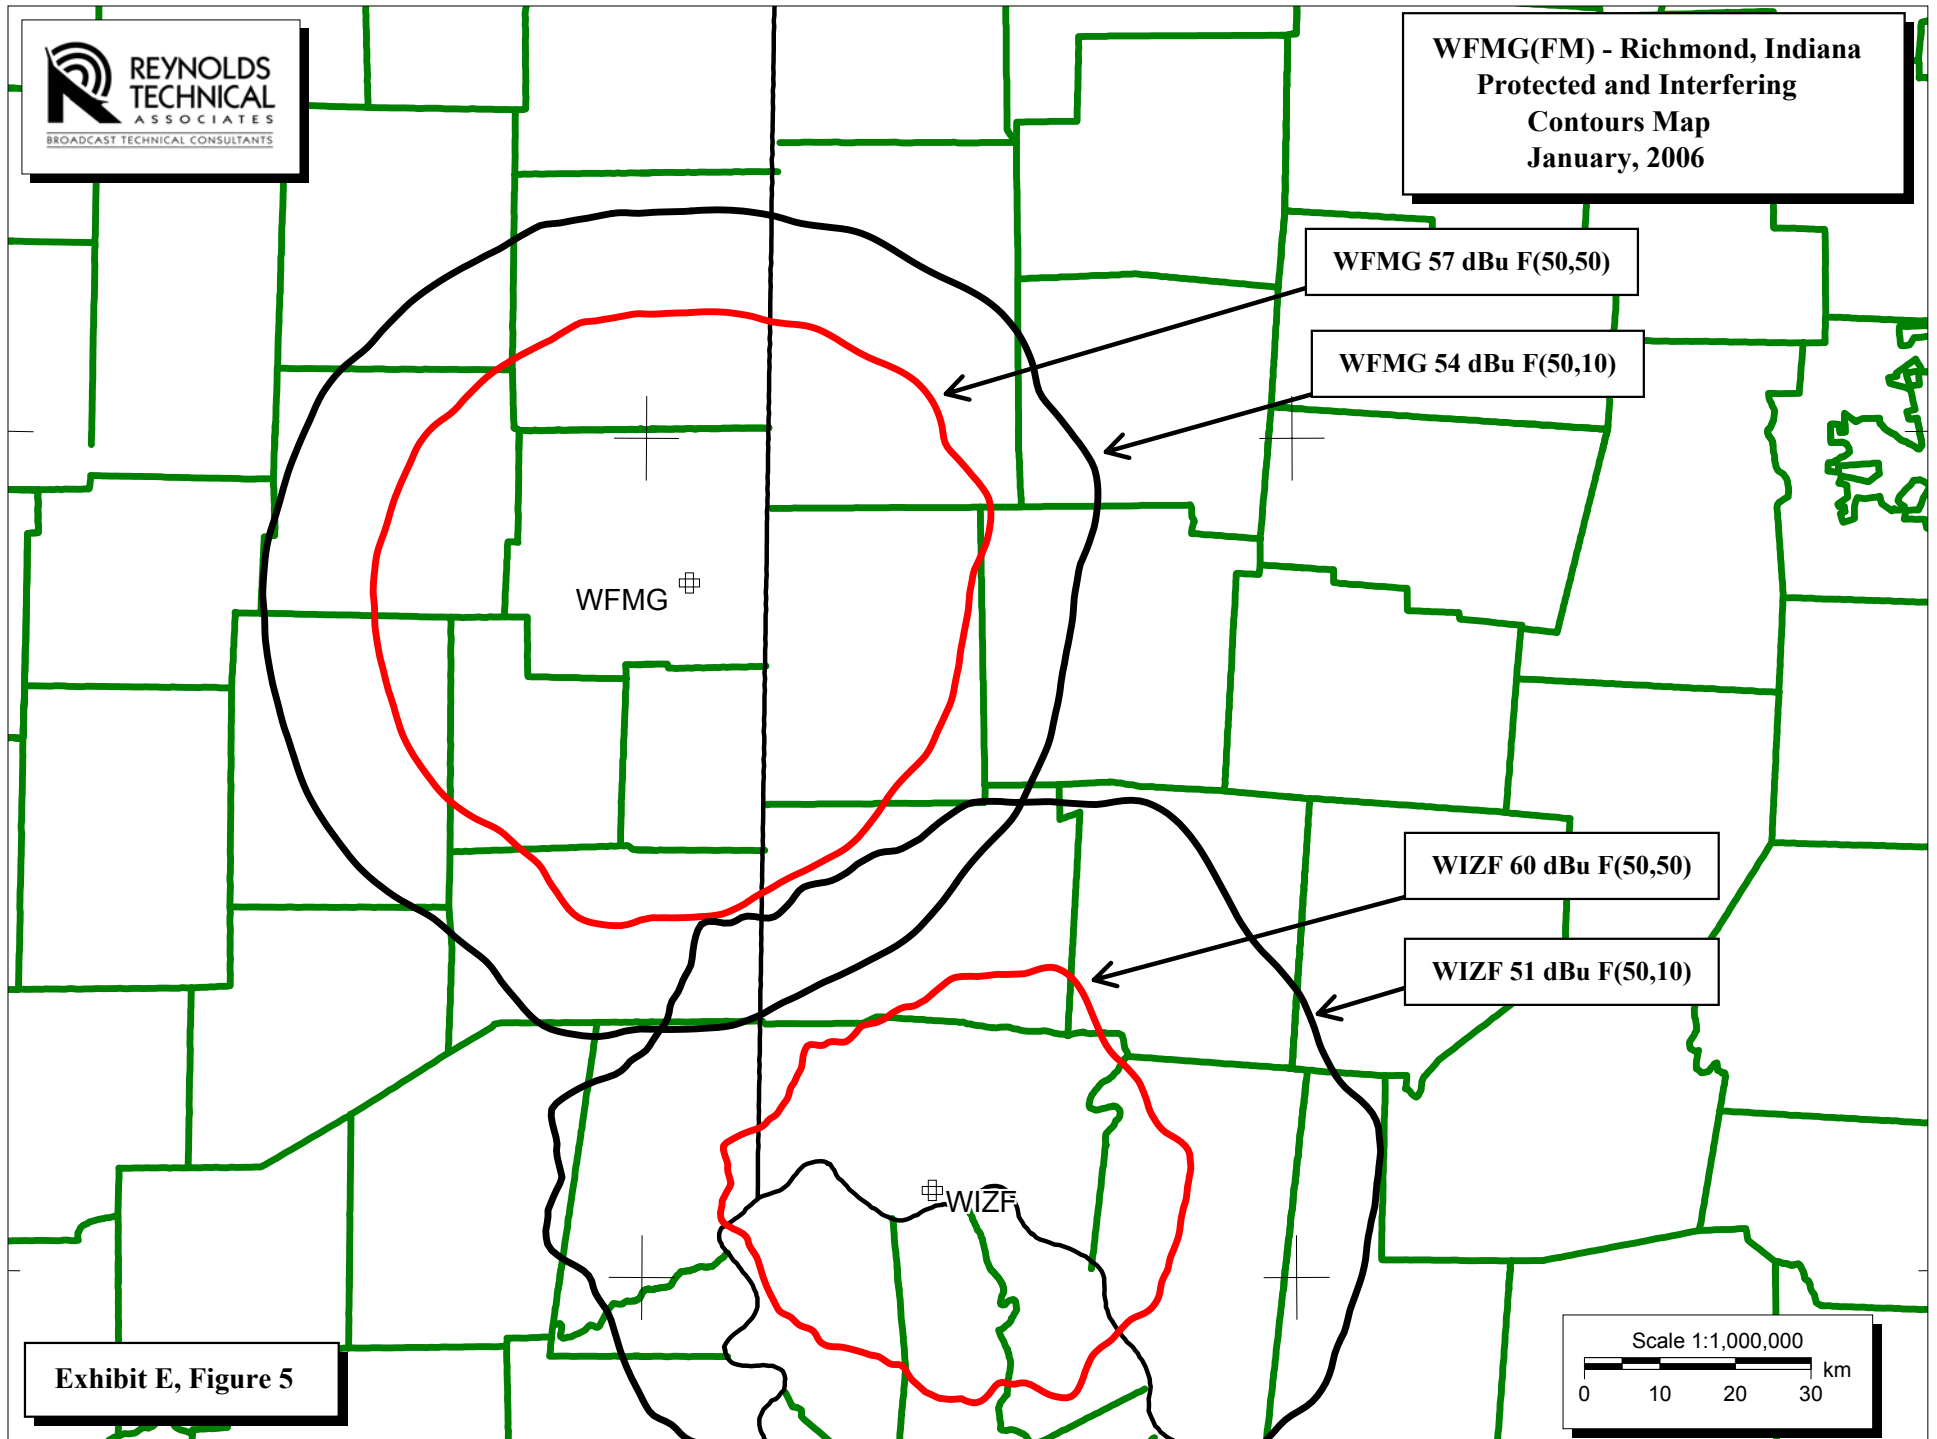 REYNOLDS
TECHNICAL
ASSOCIATES
BROADCAST TECHNICAL CONSULTANTS
WFMG(FM) - Richmond, Indiana
Protected and Interfering
Contours Map
January, 2006
WFMG 57 dBu F(50,50)
WFMG 54 dBu F(50,10)
WFMG
WIZF 60 dBu F(50,50)
WIZF 51 dBu F(50,10)
WIZF
Exhibit E, Figure 5
Scale 1:1,000,000
km
0 10 20 30